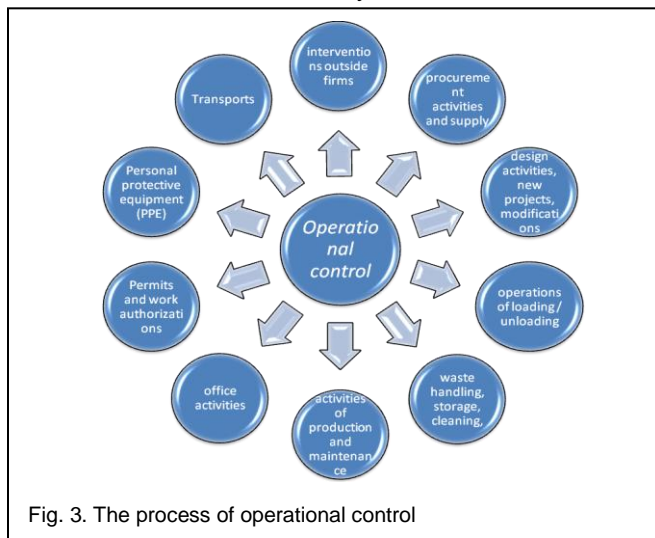 interventio
ns outside
firms
procureme
nt
activities
and supply
design
activities,
new
projects,
modificati
ons
operations
of loading/
unloading
waste
handling,
storage,
cleaning,
activities
of
production
and
maintenan
ce
office
activities
Permits
and work
authorizati
ons
Personal
protective
equipment
(PPE)
Transports
Operatio
nal
control
Fig. 3. The process of operational control